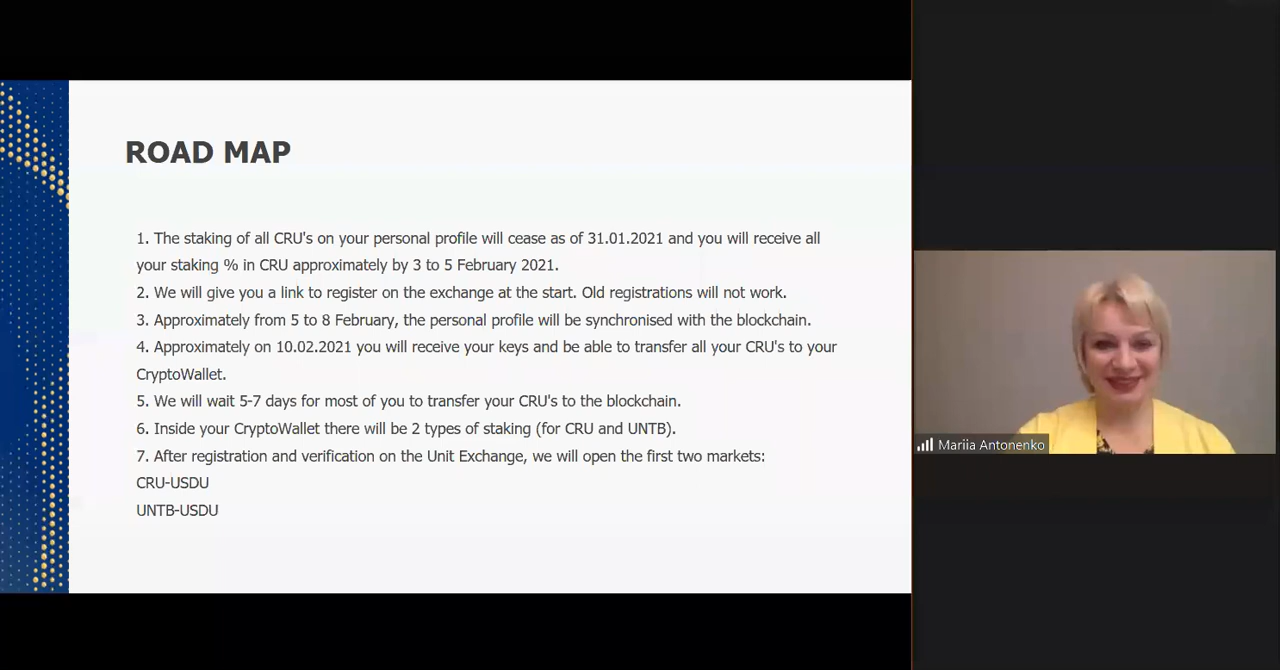 ROAD MAP
1. The staking of all CRU's on your personal profile will cease as of 31.01.2021 and you will receive all
your staking % in CRU approximately by 3 to 5 February 2021.
2. We will give you a link to register on the exchange at the start. Old registrations will not work.
3. Approximately from 5 to 8 February, the personal profile will be synchronised with the blockchain.
4. Approximately on 10.02.2021 you will receive your keys and be able to transfer all your CRU's to your
CryptoWallet.
5. We will wait 5-7 days for most of you to transfer your CRU's to the blockchain.
6. Inside your CryptoWallet there will be 2 types of staking (for CRU and UNTB).
7. After registration and verification on the Unit Exchange, we will open the first two markets:
CRU-USDU
UNTB-USDU
Mariia Antonenko